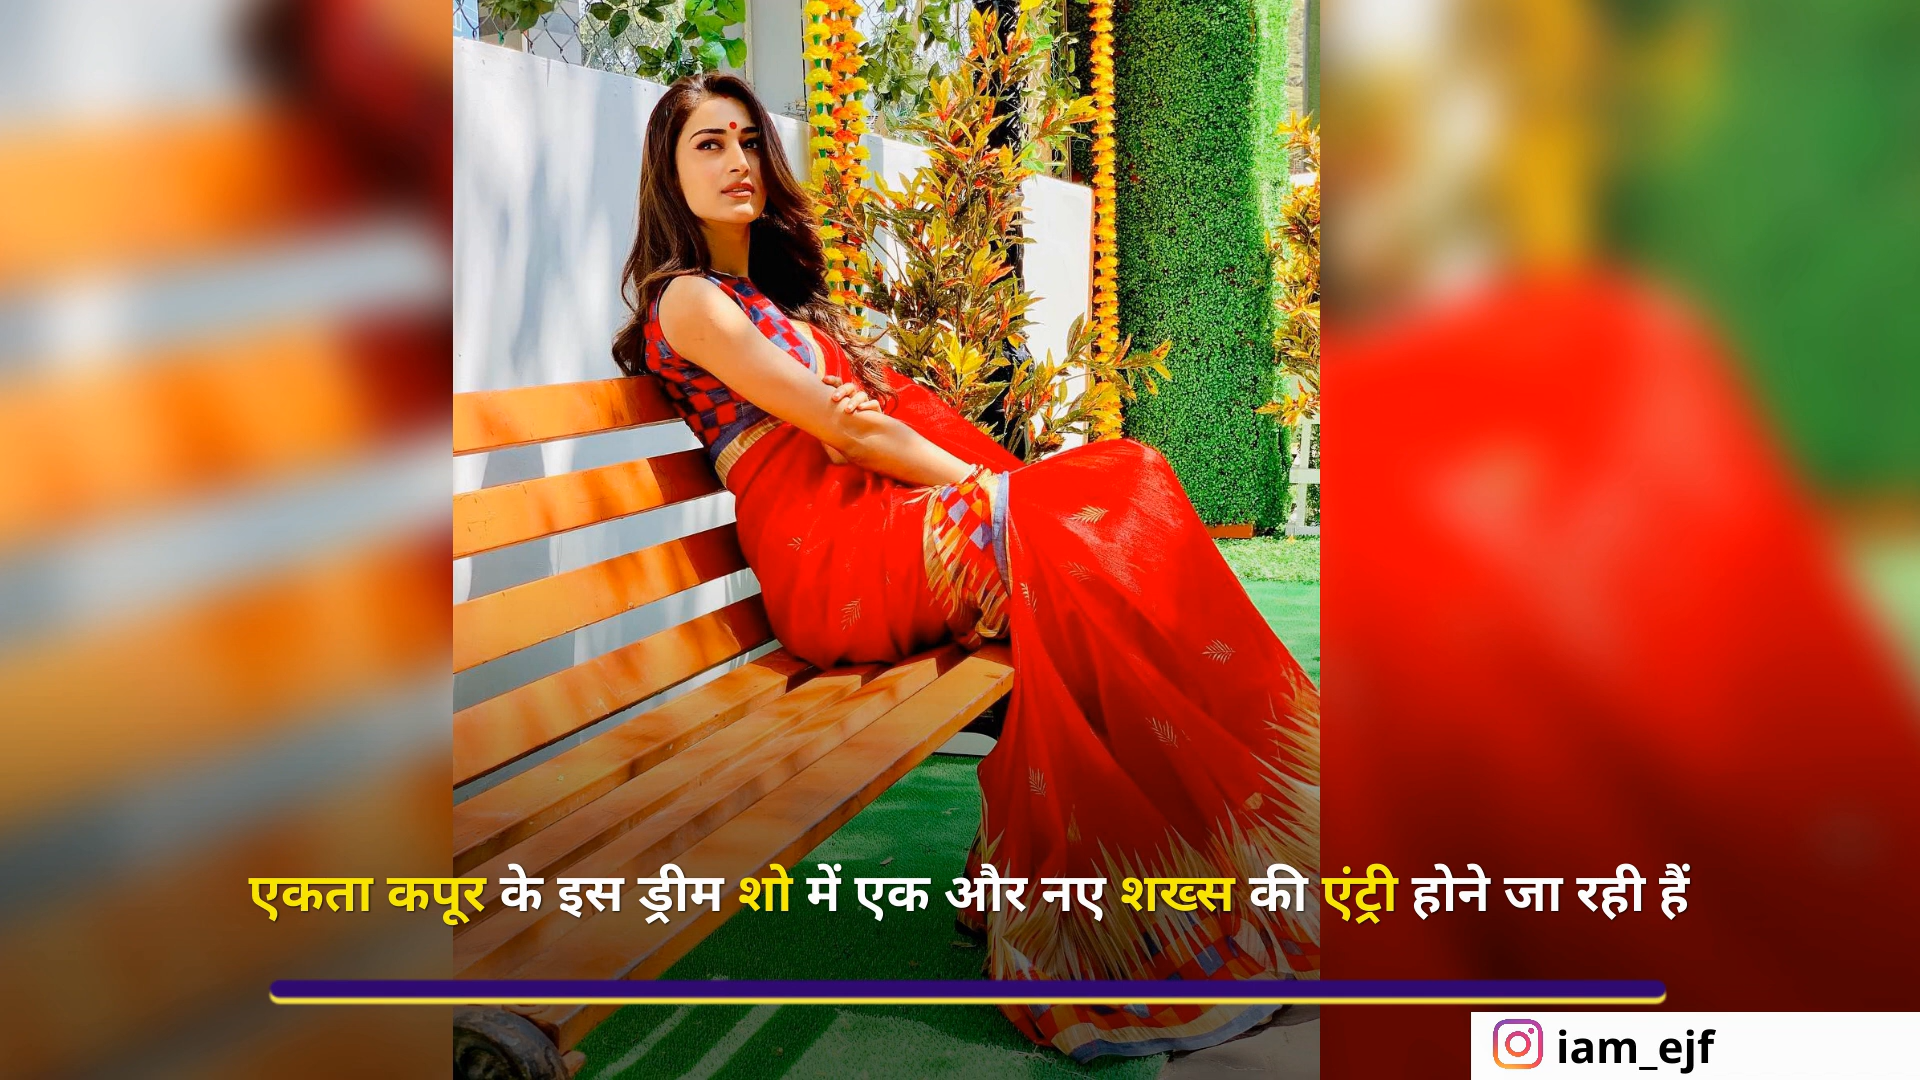 एकता कपूर के इस ड्रीम शो में एक और नए शख्स की एंट्री होने जा रही हैं
iam_ejf